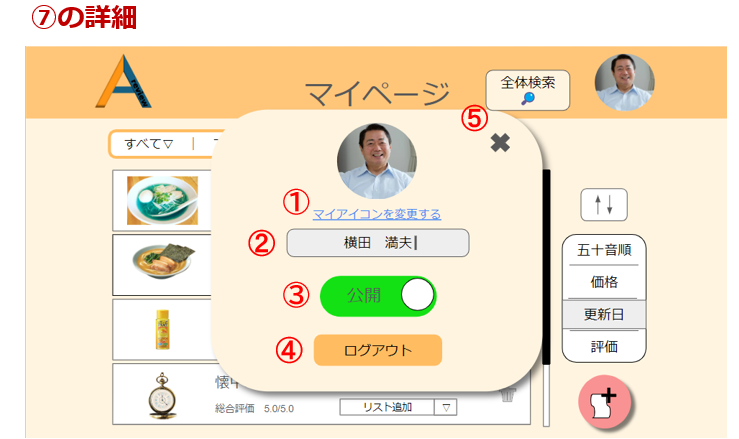 ⑦の詳細
A
review
マイページ
全体検索
⑤
✖
すべて▽
①
マイアイコンを変更する
②
横田 満夫
③
公開
④
ログアウト
↑↓
五十音順
価格
更新日
評価
懐中
総合評価 5.0/5.0
リスト追加 ▽